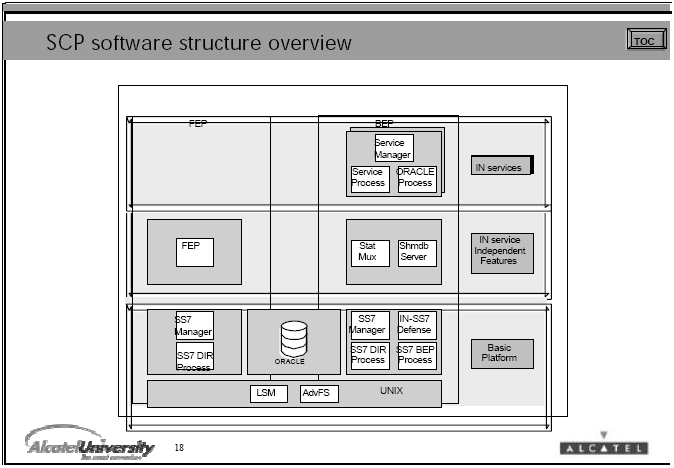 SCP software structure overview
TOC
FEP
BEP
Service
Manager
Service
Process
ORACLE
Process
IN services
FEP
Stat
Mux
Shmdb
Server
IN service
Independent
Features
SS7
Manager
SS7 DIR
Process
ORACLE
SS7
Manager
IN-SS7
Defense
SS7 DIR
Process
SS7 BEP
Process
Basic
Platform
LSM
AdvFS
UNIX
AlcatelUniversity
18
ALCATEL